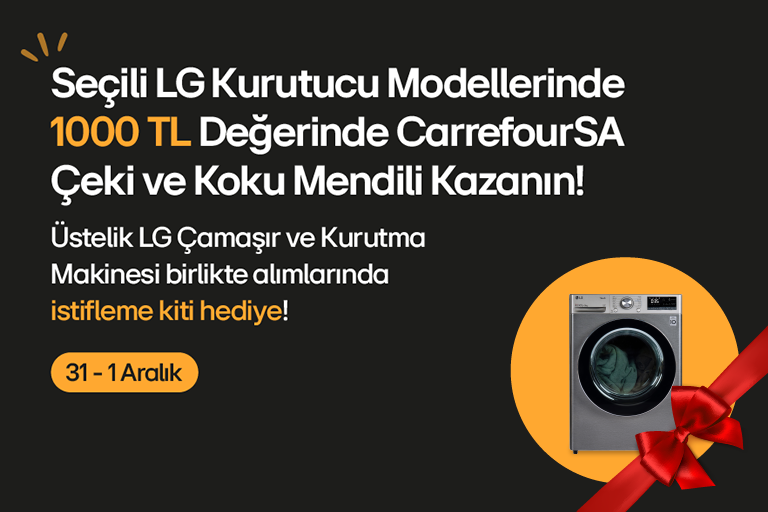 Seçili LG Kurutucu Modellerinde
1000 TL Değerinde CarrefourSA
Çeki ve Koku Mendili Kazanın!
Üstelik LG Çamaşır ve Kurutma
Makinesi birlikte alımlarında
istifleme kiti hediye!
31 - 1 Aralık
LG